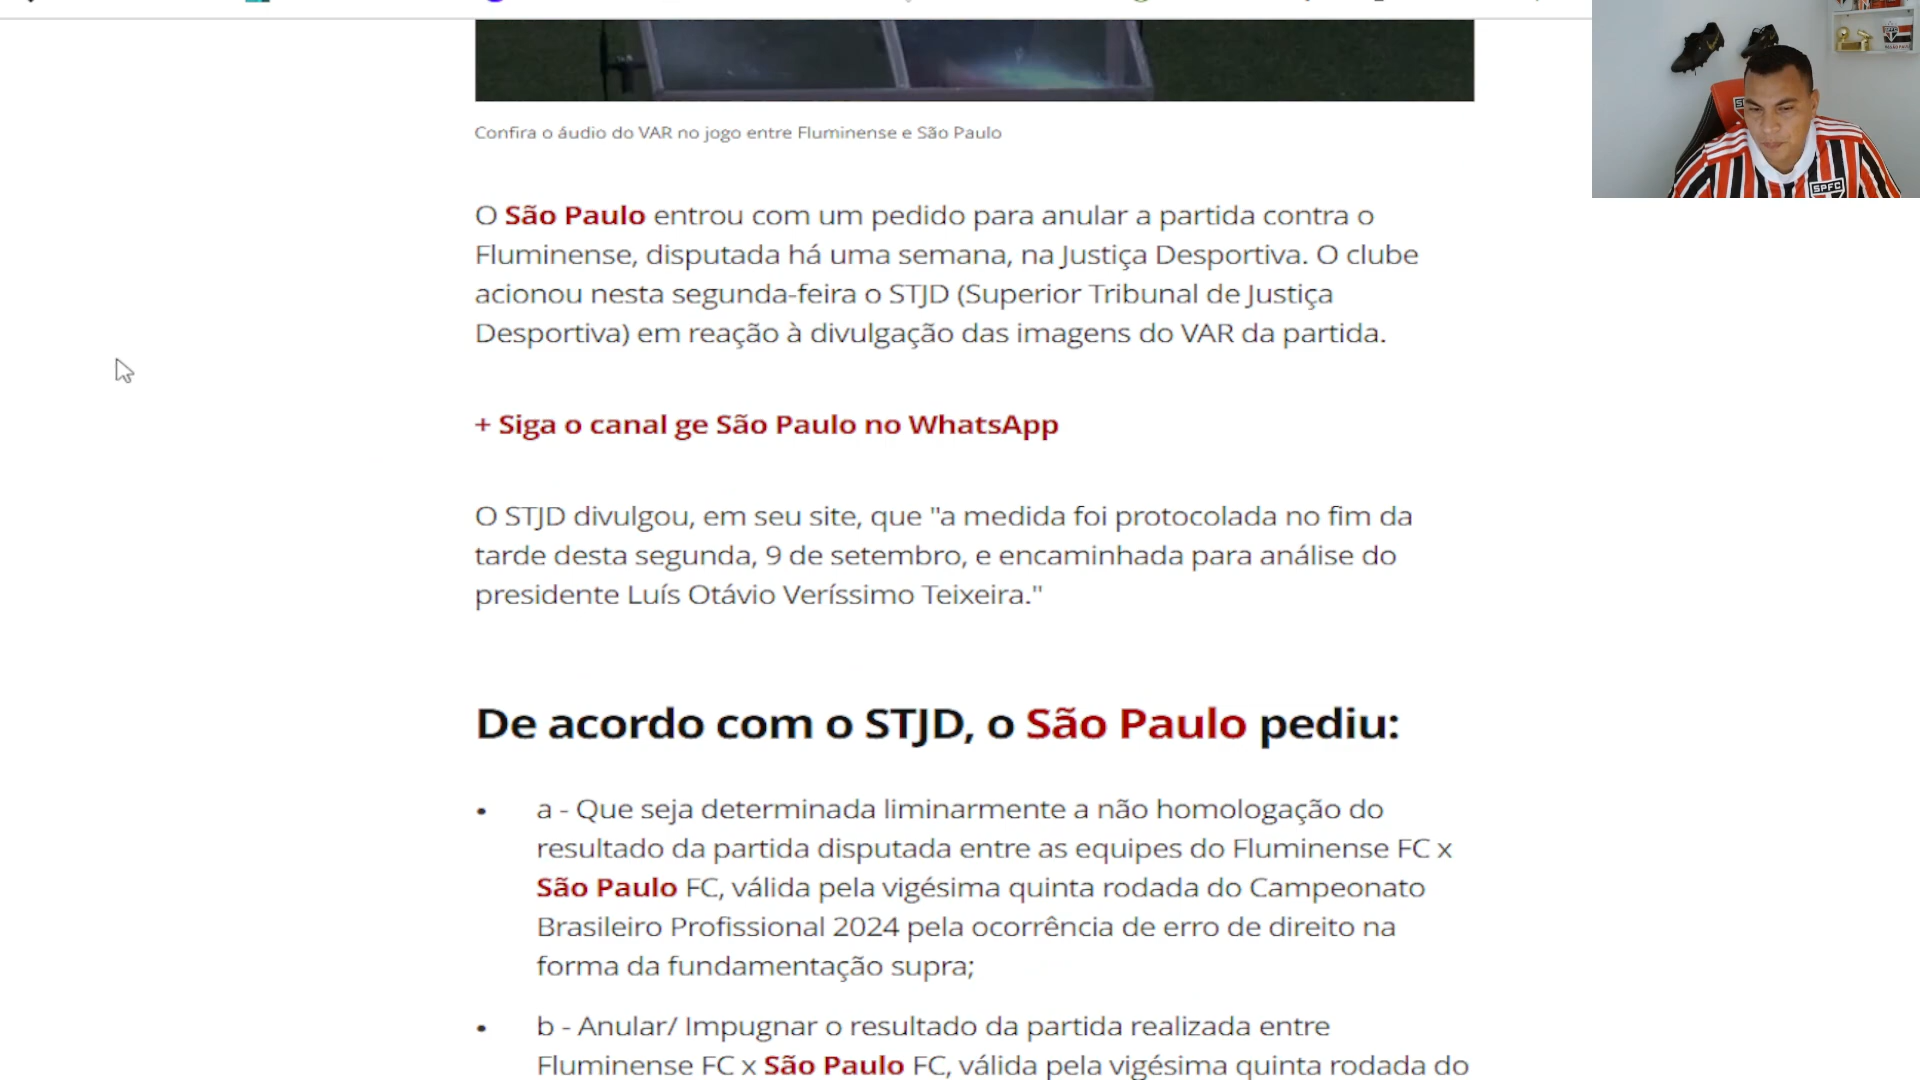 Confira o áudio do VAR no jogo entre Fluminense e São Paulo
O São Paulo entrou com um pedido para anular a partida contra o
Fluminense, disputada há uma semana, na Justiça Desportiva. O clube
acionou nesta segunda-feira o STJD (Superior Tribunal de Justiça
Desportiva) em reação à divulgação das imagens do VAR da partida.
+ Siga o canal ge São Paulo no WhatsApp
O STJD divulgou, em seu site, que "a medida foi protocolada no fim da
tarde desta segunda, 9 de setembro, e encaminhada para análise do
presidente Luís Otávio Veríssimo Teixeira."
De acordo com o STJD, o São Paulo pediu:
• a - Que seja determinada liminarmente a não homologação do
resultado da partida disputada entre as equipes do Fluminense FC x
São Paulo FC, válida pela vigésima quinta rodada do Campeonato
Brasileiro Profissional 2024 pela ocorrência de erro de direito na
forma da fundamentação supra;
• b - Anular/ Impugnar o resultado da partida realizada entre
Fluminense FC x São Paulo FC, válida pela vigésima quinta rodada do
SPFC